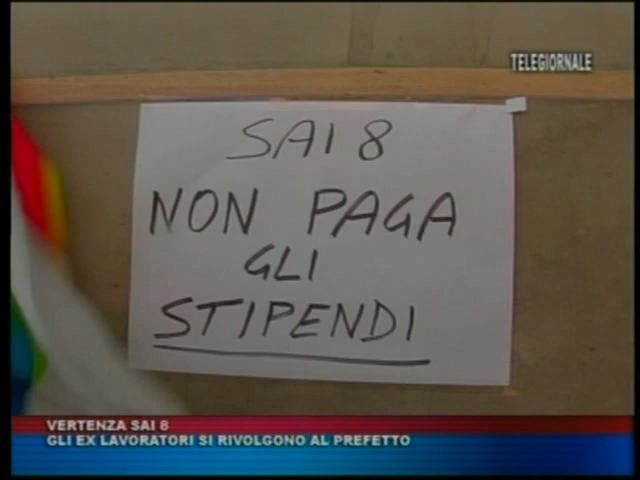 TELEGIORNALE
SAI 8
NON PAGA
GLI
STIPENDI
VERTENZA SAI 8
GLI EX LAVORATORI SI RIVOLGONO AL PREFETTO